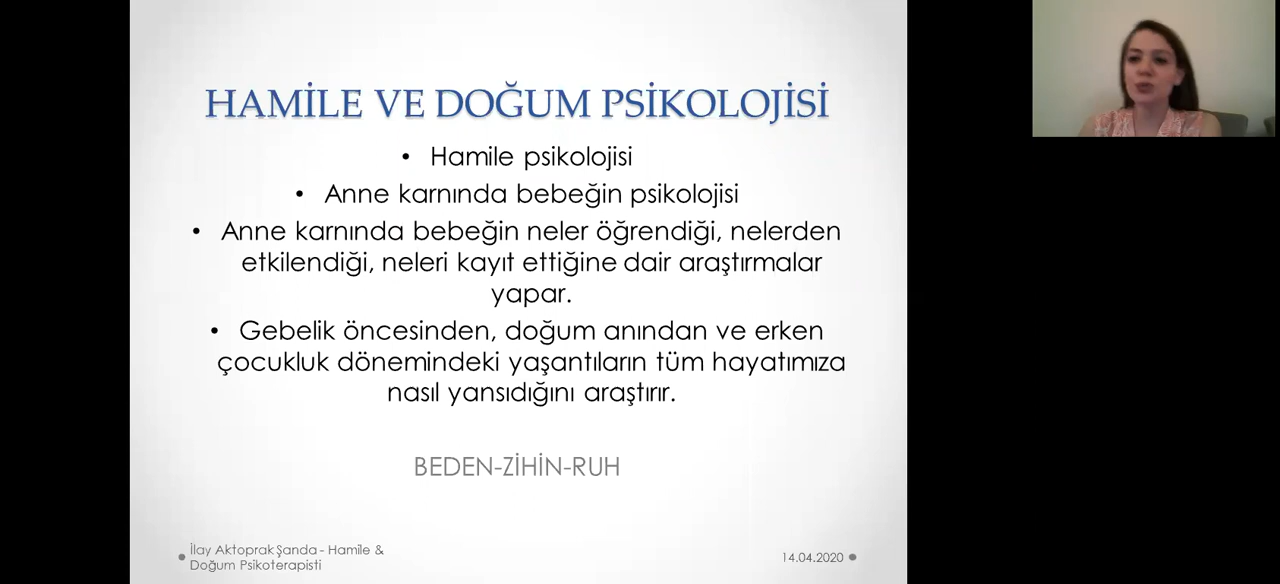 HAMİLE VE DOĞUM PSİKOLOJİSİ
• Hamile psikolojisi
• Anne karnında bebeğin psikolojisi
• Anne karnında bebeğin neler öğrendiği, nelerden
etkilendiği, neleri kayıt ettiğine dair araştırmalar
yapar.
• Gebelik öncesinden, doğum anından ve erken
çocukluk dönemindeki yaşantıların tüm hayatımıza
nasıl yansıdığını araştırır.
BEDEN-ZİHİN-RUH
İlay Aktoprak Şanda - Hamile &
Doğum Psikoterapisti
14.04.2020